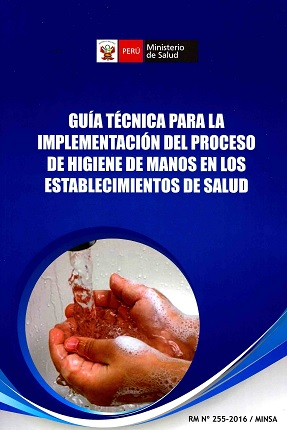 PERÚ
Ministerio
de Salud
GUÍA TÉCNICA PARA LA
IMPLEMENTACIÓN DEL PROCESO
DE HIGIENE DE MANOS EN LOS
ESTABLECIMIENTOS DE SALUD
RM Nº 255-2016 / MINSA